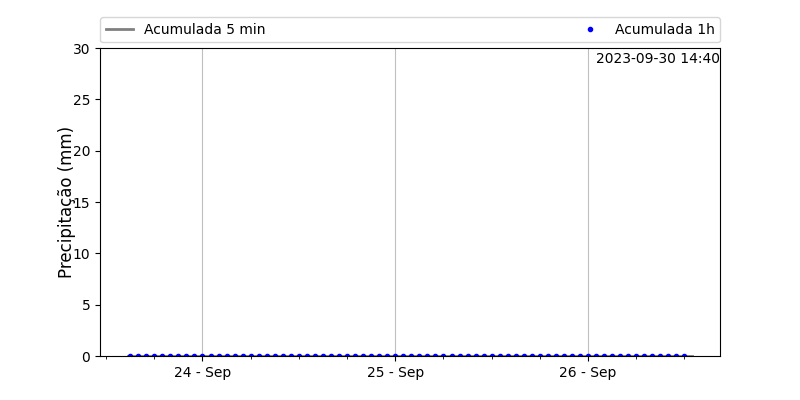 Acumulada 5 min
Acumulada 1h
2023-09-30 14:40
Precipitação (mm)
30
25
20
15
10
5
0
24 - Sep
25 - Sep
26 - Sep